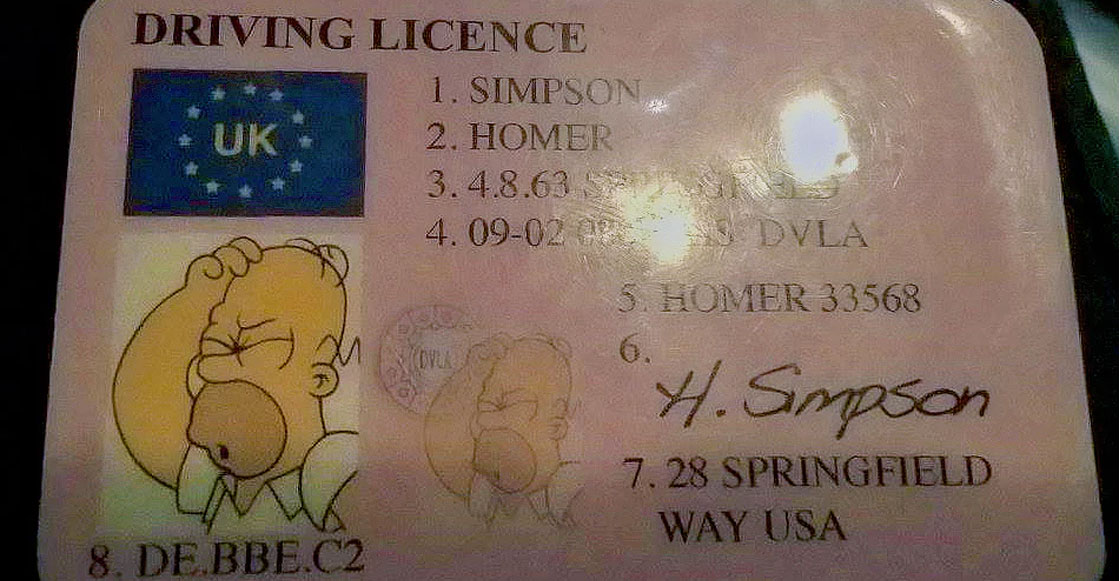 DRIVING LICENCE
UK
1. SIMPSON
2. HOMER
3. 4.8.63
4. 09-02 DVLA
5. HOMER 33568
6.
H. Simpson
DVLA
7. 28 SPRINGFIELD
WAY USA
8. DE.BBE.C2